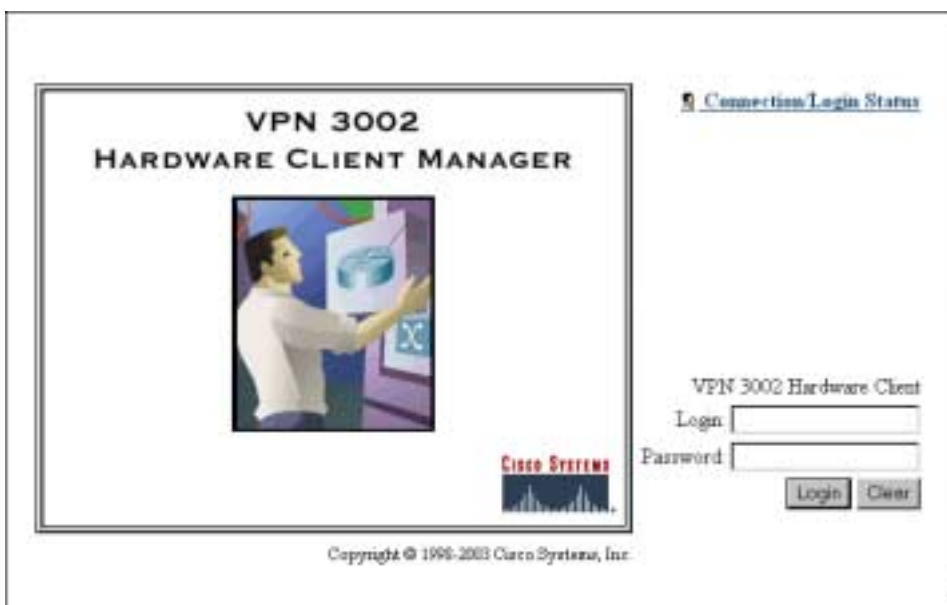 VPN 3002
HARDWARE CLIENT MANAGER
CISCO SYSTEMS
Connection/Login Status
VPN 3002 Hardware Client
Login
Password
Login Clear
Copyright © 1998-2003 Cisco Systems, Inc.